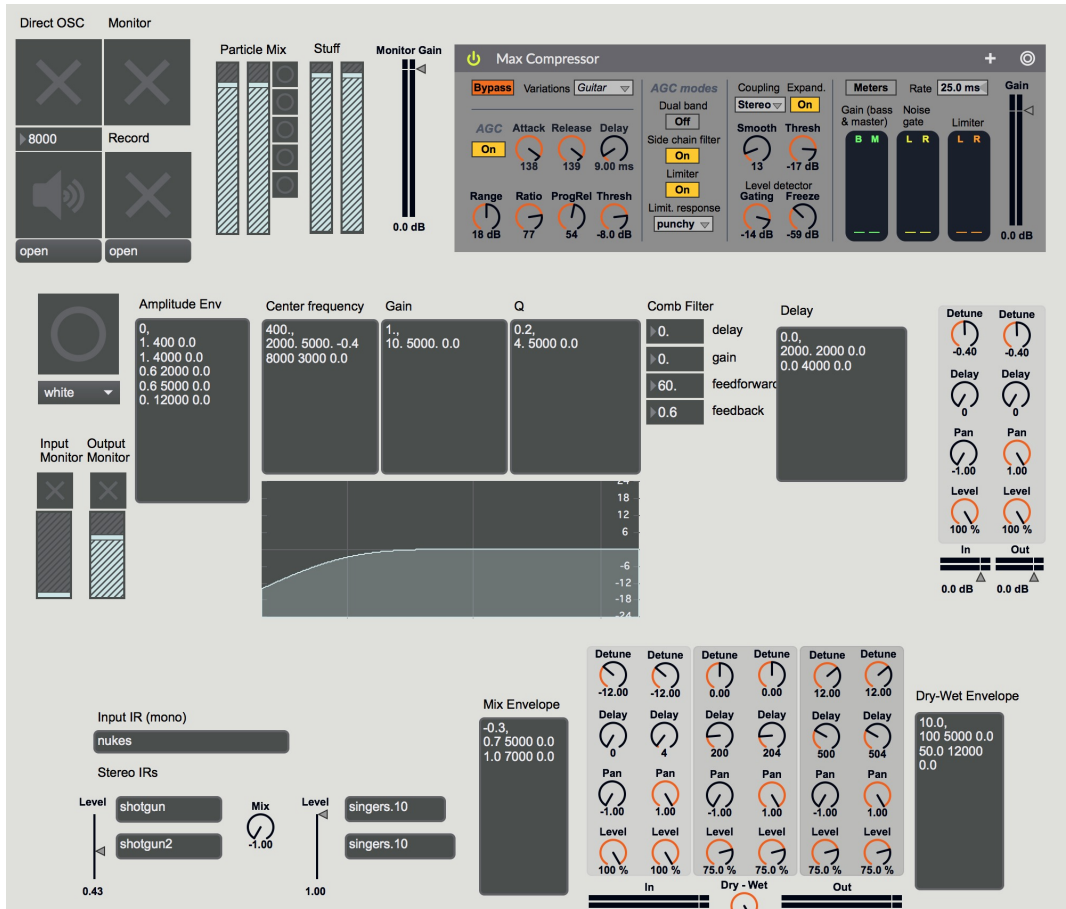 Direct OSC
Monitor
8000
Record
open
open
Particle Mix
Stuff
Monitor Gain
0.0 dB
Max Compressor
Bypass
Variations
Guitar
AGC
On
Attack Release Delay
138 139 9.00 ms
Range Ratio ProgRel Thresh
18 dB 77 54 -8.0 dB
AGC modes
Dual band
Off
Side chain filter
On
Limiter
On
Limit. response
punchy
Coupling Expand.
Stereo On
Smooth Thresh
13 -17 dB
Level detector
Gating Freeze
-14 dB -59 dB
Meters
Rate 25.0 ms
Gain (bass
& master)
B M
Noise
gate
L R
Limiter
L R
Gain
0.0 dB
white
Input
Monitor
Output
Monitor
Amplitude Env
0,
1. 400 0.0
1. 4000 0.0
0.6 2000 0.0
0.6 5000 0.0
0. 12000 0.0
Center frequency
400.,
2000. 5000. -0.4
8000 3000 0.0
Gain
1.,
10. 5000. 0.0
Q
0.2,
4. 5000 0.0
Comb Filter
0. delay
0. gain
60. feedforward
0.6 feedback
Delay
0.0,
2000. 2000 0.0
0.0 4000 0.0
24
18
12
6
-6
-12
-18
-24
Detune Detune
-0.40 -0.40
Delay Delay
0 0
Pan Pan
-1.00 1.00
Level Level
100 % 100 %
In Out
0.0 dB 0.0 dB
Input IR (mono)
nukes
Stereo IRs
Level
0.43
shotgun
shotgun2
Mix
-1.00
Level
1.00
singers.10
singers.10
Mix Envelope
-0.3,
0.7 5000 0.0
1.0 7000 0.0
Detune Detune Detune Detune Detune Detune
-12.00 -12.00 0.00 0.00 12.00 12.00
Delay Delay Delay Delay Delay Delay
0 4 200 204 500 504
Pan Pan Pan Pan Pan Pan
-1.00 1.00 -1.00 1.00 -1.00 1.00
Level Level Level Level Level Level
100 % 100 % 75.0 % 75.0 % 75.0 % 75.0 %
In Dry - Wet Out
Dry-Wet Envelope
10.0,
100 5000 0.0
50.0 12000
0.0